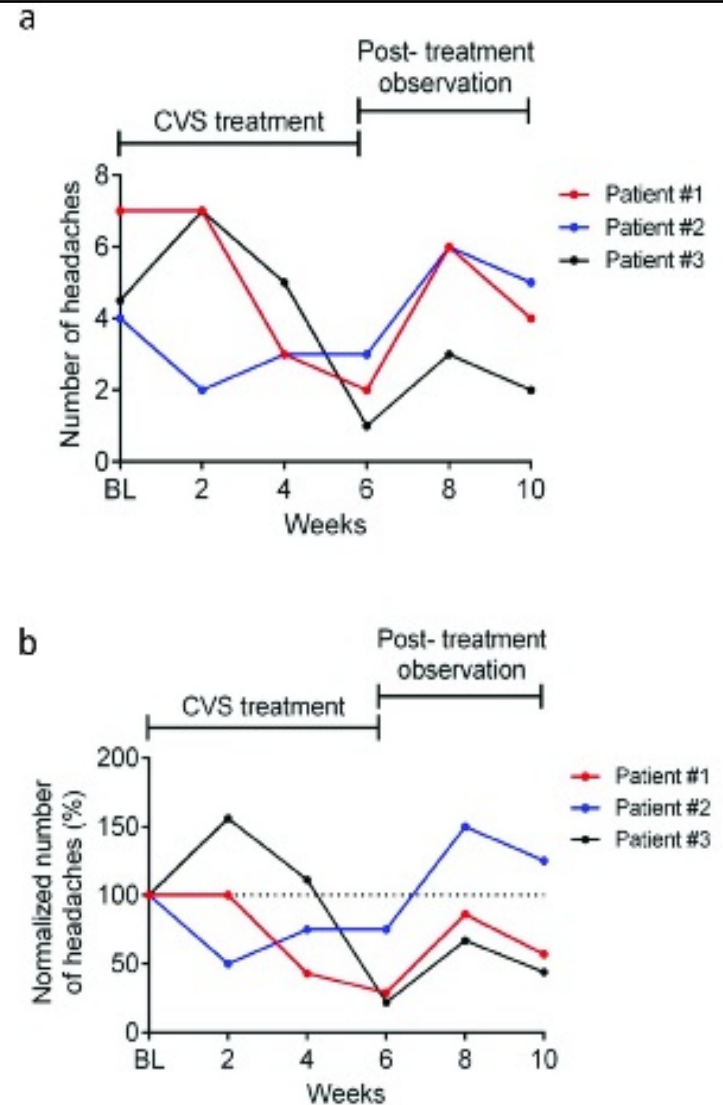 a
Post- treatment
observation
CVS treatment
8
6
4
2
0
Number of headaches
BL 2 4 6 8 10
Weeks
Patient #1
Patient #2
Patient #3
b
Post- treatment
observation
CVS treatment
200
150
100
50
0
Normalized number
of headaches (%)
BL 2 4 6 8 10
Weeks
Patient #1
Patient #2
Patient #3